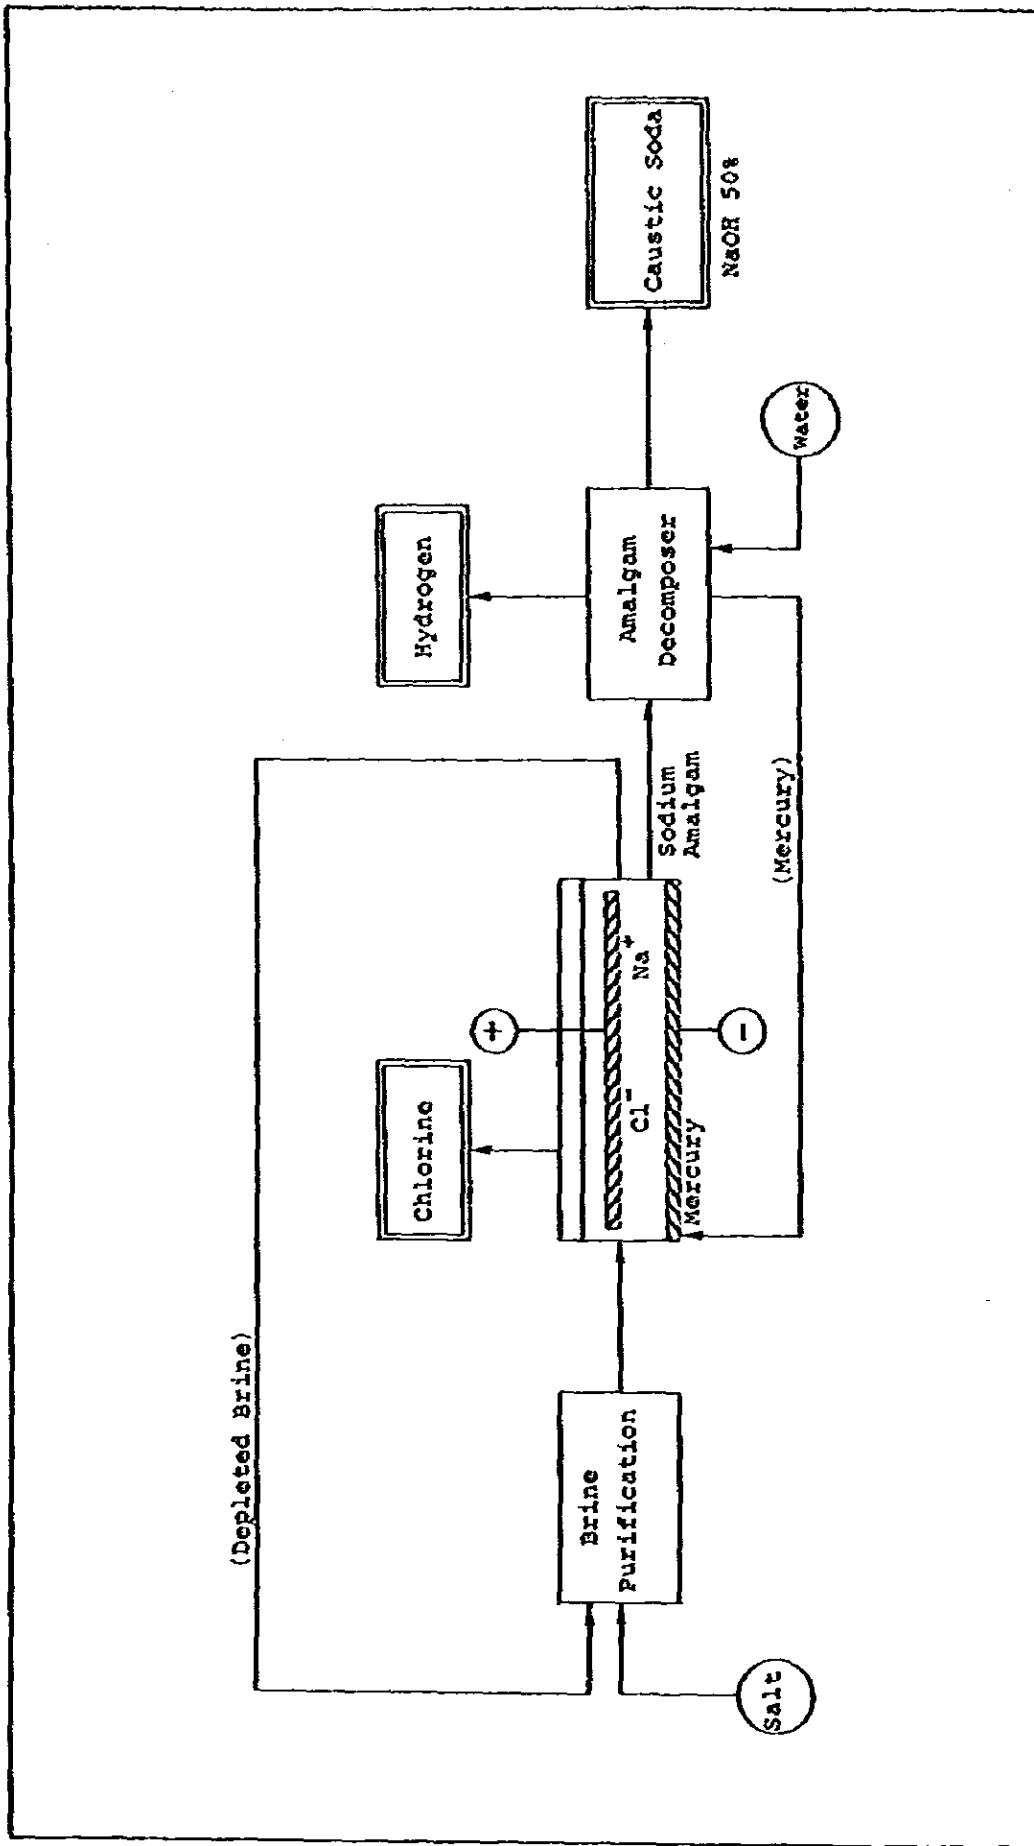 (Depleted Brine)
Chlorine
Hydrogen
+
Salt
Brine
Purification
Cl⁻
Na⁺
Mercury
-
Sodium
Amalgam
(Mercury)
Amalgam
Decomposer
Water
Caustic Soda
NaOH 50%